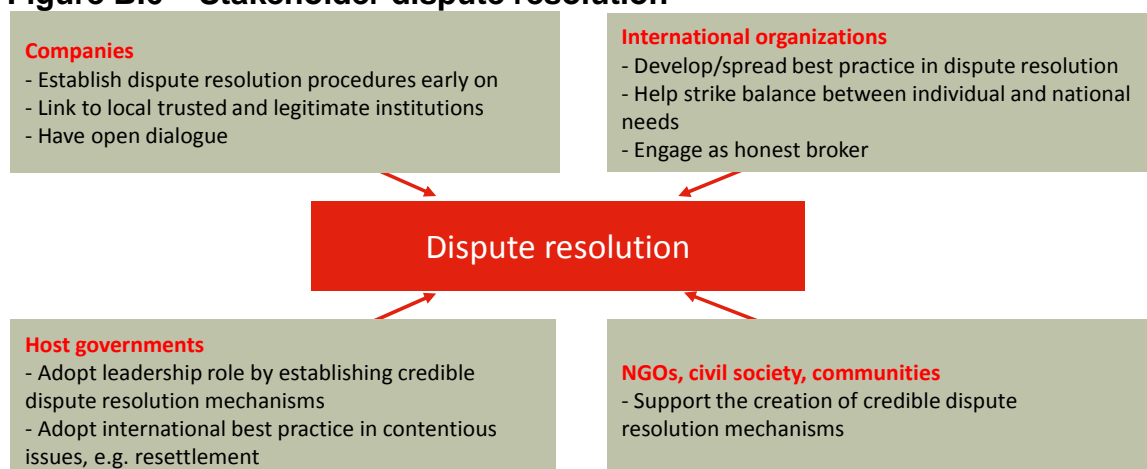 Companies
- Establish dispute resolution procedures early on
- Link to local trusted and legitimate institutions
- Have open dialogue
International organizations
- Develop/spread best practice in dispute resolution
- Help strike balance between individual and national
needs
- Engage as honest broker
Dispute resolution
Host governments
- Adopt leadership role by establishing credible
dispute resolution mechanisms
- Adopt international best practice in contentious
issues, e.g. resettlement
NGOs, civil society, communities
- Support the creation of credible dispute
resolution mechanisms